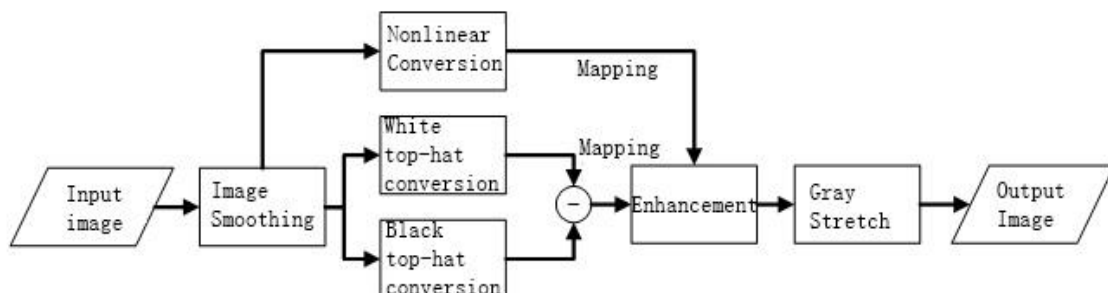 Nonlinear
Conversion
Mapping
White
top-hat
conversion
Mapping
Input
image
Image
Smoothing
−
Enhancement
Gray
Stretch
Output
Image
Black
top-hat
conversion